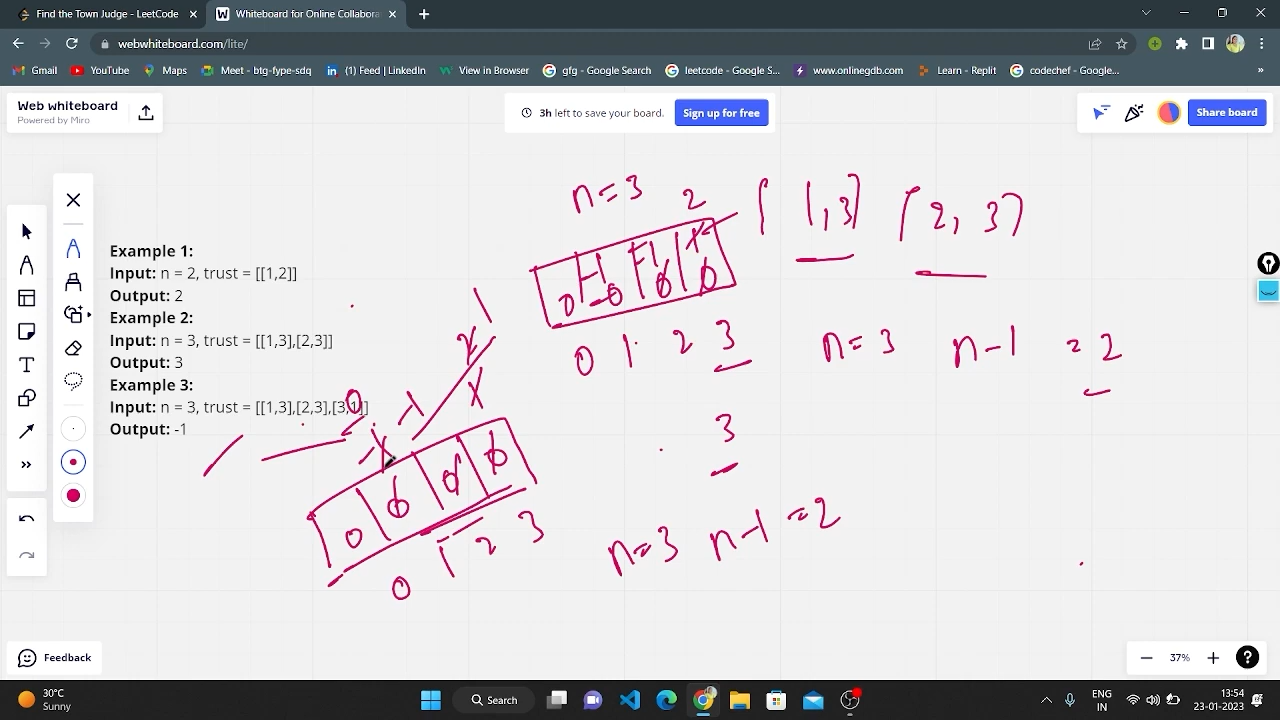 Find the Town Judge - LeetCode
Whiteboard for Online Collabora
webwhiteboard.com/lite/
Gmail
YouTube
Maps
Meet - btg-fype-sdq
(1) Feed | LinkedIn
View in Browser
gfg - Google Search
leetcode - Google S...
www.onlinegdb.com
Learn - Replit
codechef - Google...
Web whiteboard
Powered by Miro
3h left to save your board.
Sign up for free
Share board
n=3
2
[1,3]
[2,3]
Example 1:
Input: n = 2, trust = [[1,2]]
Output: 2
Example 2:
Input: n = 3, trust = [[1,3],[2,3]]
Output: 3
Example 3:
Input: n = 3, trust = [[1,3],[2,3],[3,1]]
Output: -1
0 1 2 3
n=3 n-1 =2
3
0 1 2 3
n=3 n-1 =2
Feedback
37%
30°C
Sunny
Search
ENG
IN
13:54
23-01-2023